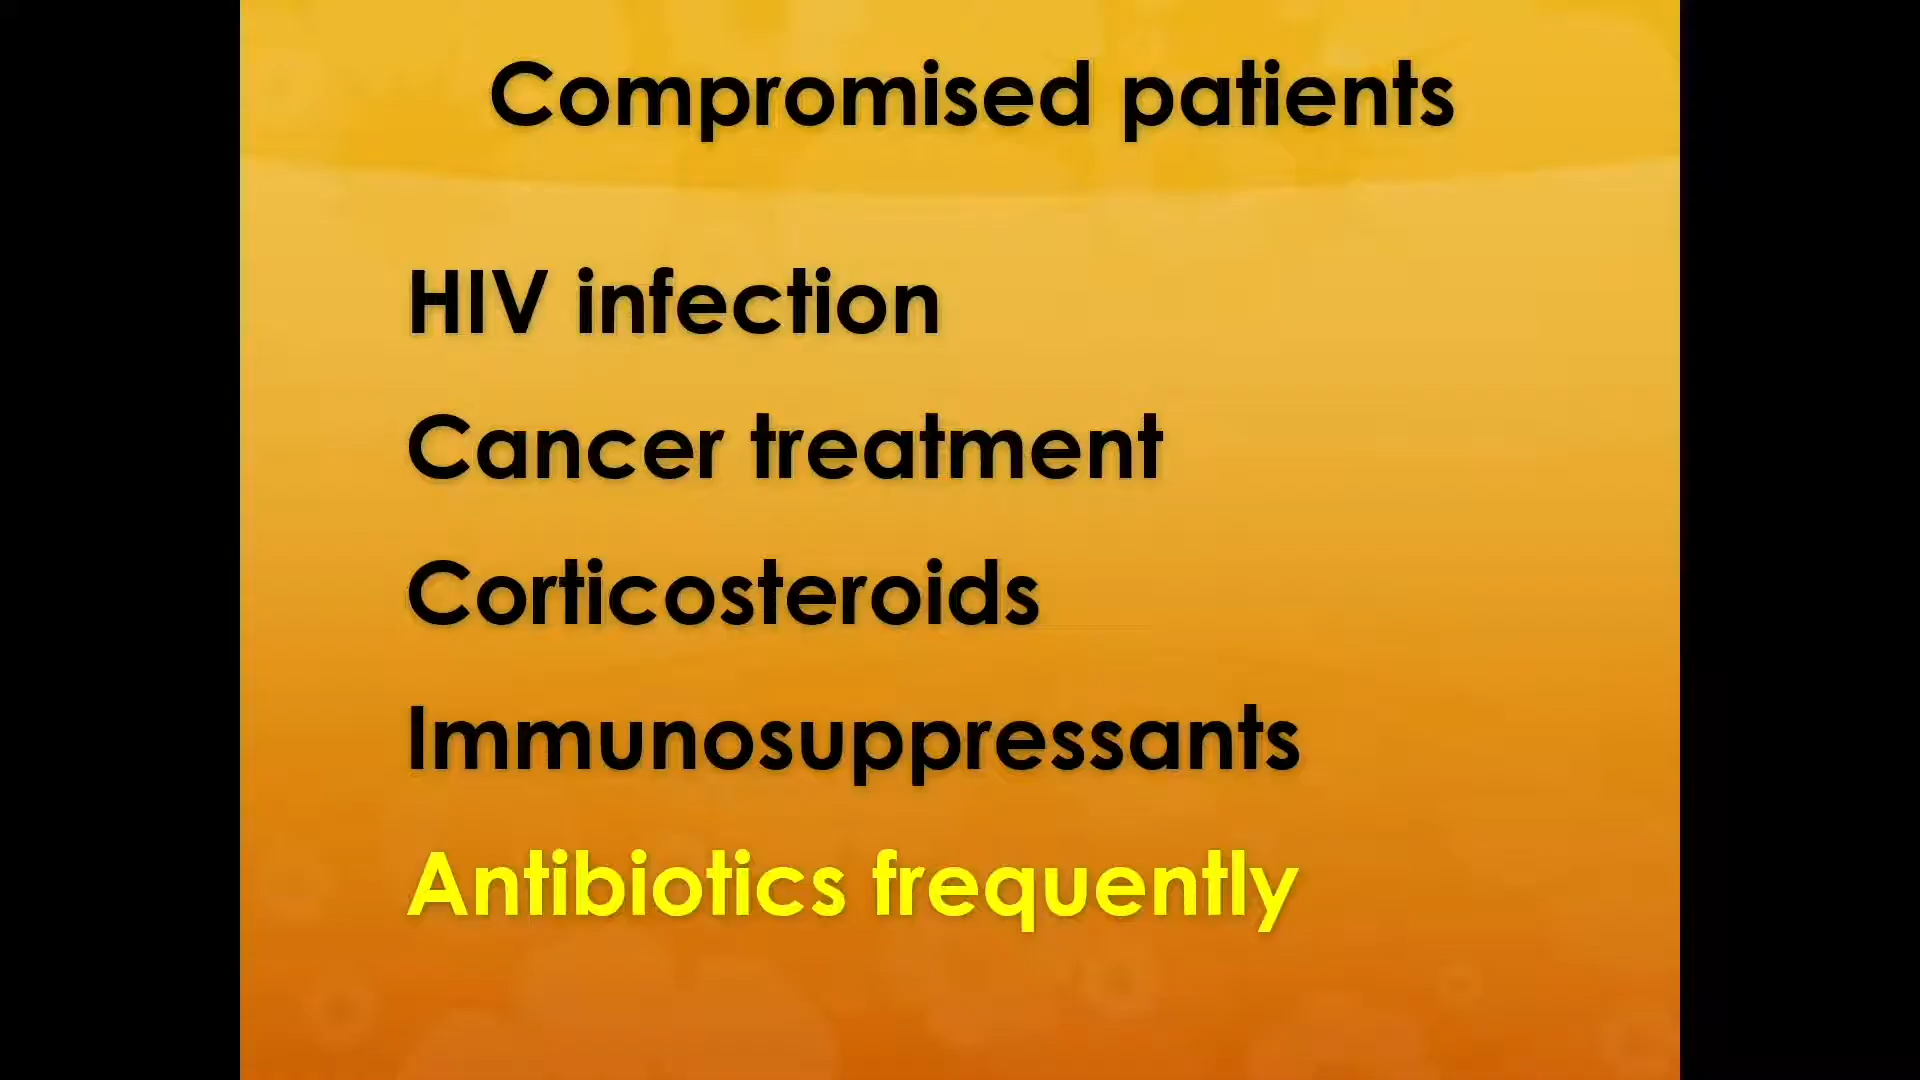 Compromised patients
HIV infection
Cancer treatment
Corticosteroids
Immunosuppressants
Antibiotics frequently